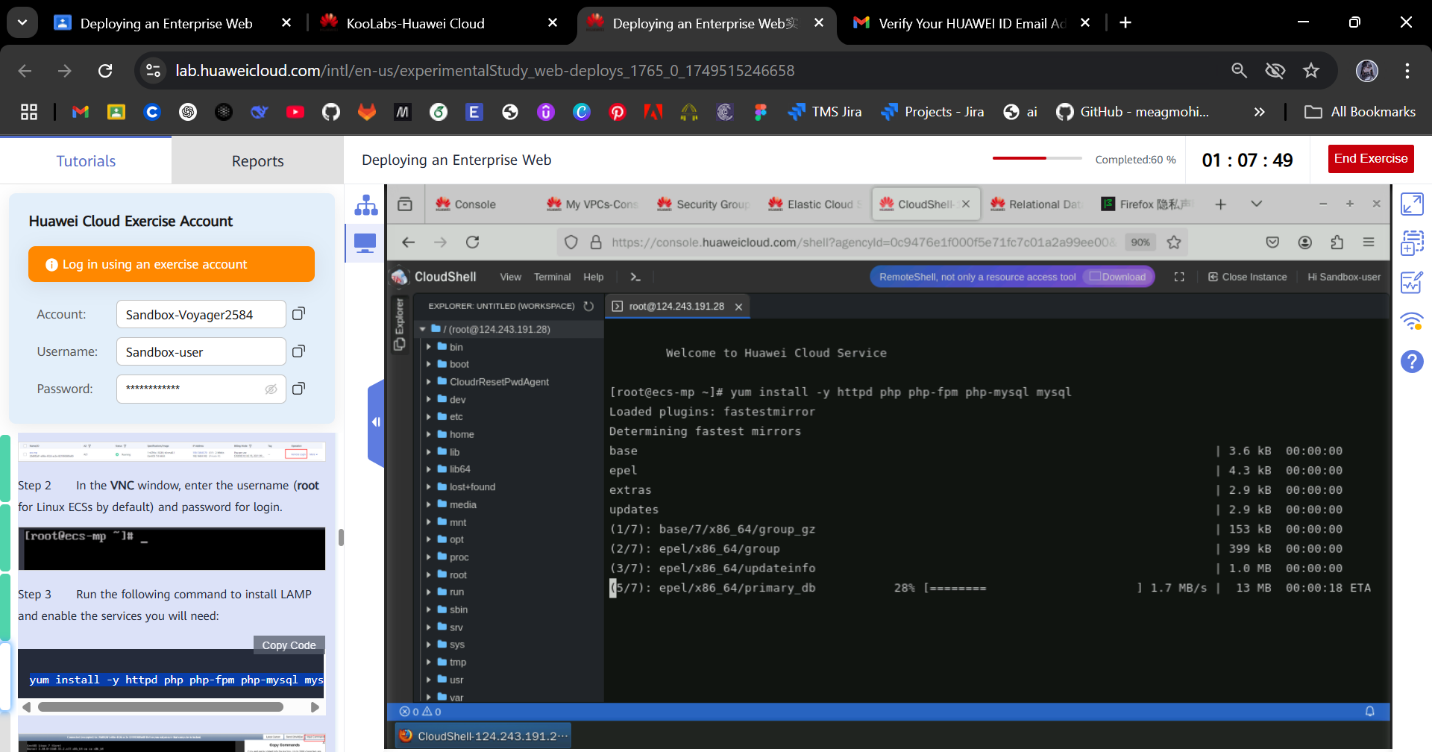 Deploying an Enterprise Web
KooLabs-Huawei Cloud
Deploying an Enterprise Web实
Verify Your HUAWEI ID Email Ad
lab.huaweicloud.com/intl/en-us/experimentalStudy_web-deploys_1765_0_1749515246658
TMS Jira
Projects - Jira
ai
GitHub - meagmohi...
All Bookmarks
Tutorials
Reports
Deploying an Enterprise Web
Completed:60 %
01 : 07 : 49
End Exercise
Huawei Cloud Exercise Account
Log in using an exercise account
Account:
Sandbox-Voyager2584
Username:
Sandbox-user
Password:
************
Step 2 In the VNC window, enter the username (root
for Linux ECSs by default) and password for login.
[root@ecs-mp ~]# _
Step 3 Run the following command to install LAMP
and enable the services you will need:
Copy Code
yum install -y httpd php php-fpm php-mysql mys
Console
My VPCs-Cons
Security Group
Elastic Cloud S
CloudShell-
Relational Dat
Firefox 隐私声
https://console.huaweicloud.com/shell?agencyId=0c9476e1f000f5e71fc7c01a2a99ee00&
90%
CloudShell
View
Terminal
Help
RemoteShell, not only a resource access tool
Download
Close Instance
Hi Sandbox-user
Explorer
EXPLORER: UNTITLED (WORKSPACE)
root@124.243.191.28
/ (root@124.243.191.28)
bin
boot
CloudrResetPwdAgent
dev
etc
home
lib
lib64
lost+found
media
mnt
opt
proc
root
run
sbin
srv
sys
tmp
usr
var
Welcome to Huawei Cloud Service
[root@ecs-mp ~]# yum install -y httpd php php-fpm php-mysql mysql
Loaded plugins: fastestmirror
Determining fastest mirrors
base | 3.6 kB 00:00:00
epel | 4.3 kB 00:00:00
extras | 2.9 kB 00:00:00
updates | 2.9 kB 00:00:00
(1/7): base/7/x86_64/group_gz | 153 kB 00:00:00
(2/7): epel/x86_64/group | 399 kB 00:00:00
(3/7): epel/x86_64/updateinfo | 1.0 MB 00:00:00
(5/7): epel/x86_64/primary_db 28% [======== ] 1.7 MB/s | 13 MB 00:00:18 ETA
0
0
CloudShell-124.243.191.2···